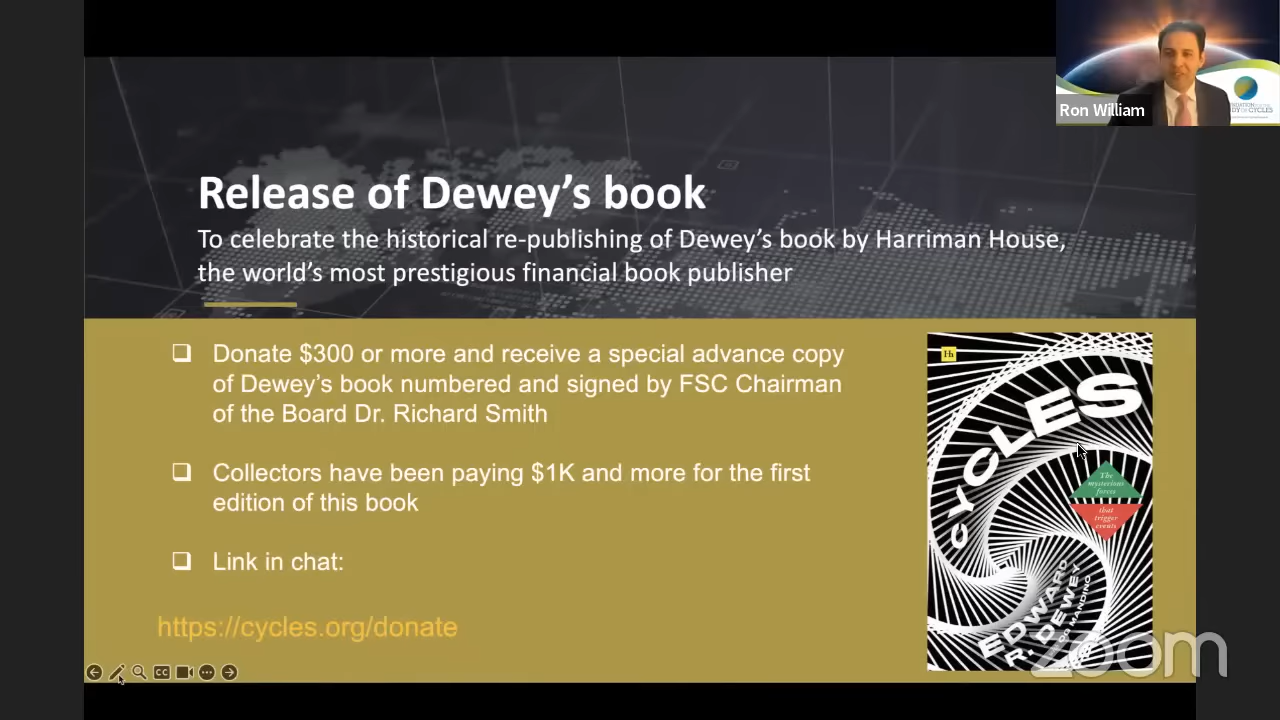 Ron William
Release of Dewey’s book
To celebrate the historical re-publishing of Dewey’s book by Harriman House,
the world’s most prestigious financial book publisher
❑ Donate $300 or more and receive a special advance copy
of Dewey’s book numbered and signed by FSC Chairman
of the Board Dr. Richard Smith
❑ Collectors have been paying $1K and more for the first
edition of this book
❑ Link in chat:
https://cycles.org/donate
Hh
CYCLES
The
mysterious
forces
that
trigger
events
EDWARD
R. DEWEY
OG MANDINO
CC
zoom